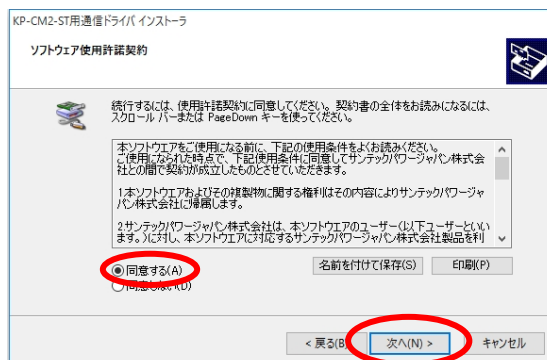 KP-CM2-ST用通信ドライバ インストーラ
ソフトウェア使用許諾契約
続行するには、使用許諾契約に同意してください。契約書の全体をお読みになるには、
スクロール バーまたは PageDown キーを使ってください。
本ソフトウエアをご使用になる前に、下記の使用条件をよくお読みください。
ご使用になられた時点で、下記使用条件に同意してサンテックパワージャパン株式会
社との間で契約が成立したものとさせていただきます。
1.本ソフトウエアおよびその複製物に関する権利はその内容によりサンテックパワージャ
パン株式会社に帰属します。
2.サンテックパワージャパン株式会社は、本ソフトウエアのユーザー(以下ユーザーといい
ます。)に対し、本ソフトウエアに対応するサンテックパワージャパン株式会社製品を利
同意する(A)
同意しない(D)
名前を付けて保存(S)
印刷(P)
< 戻る(B)
次へ(N) >
キャンセル